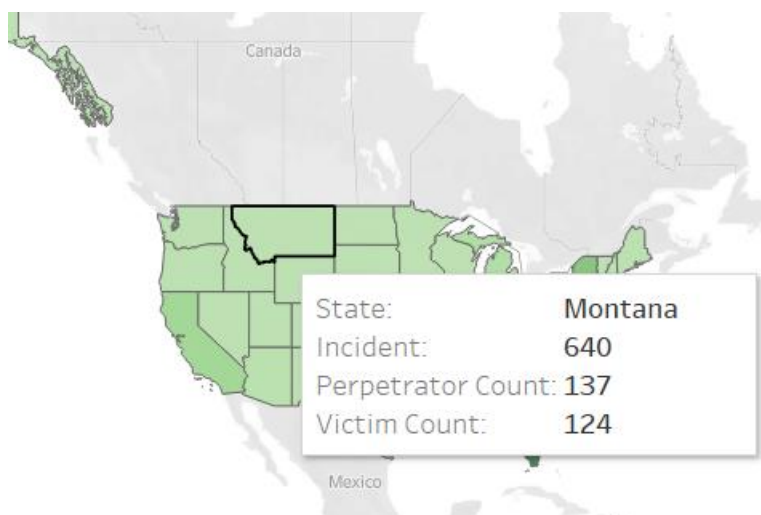 Canada
State: Montana
Incident: 640
Perpetrator Count: 137
Victim Count: 124
Mexico